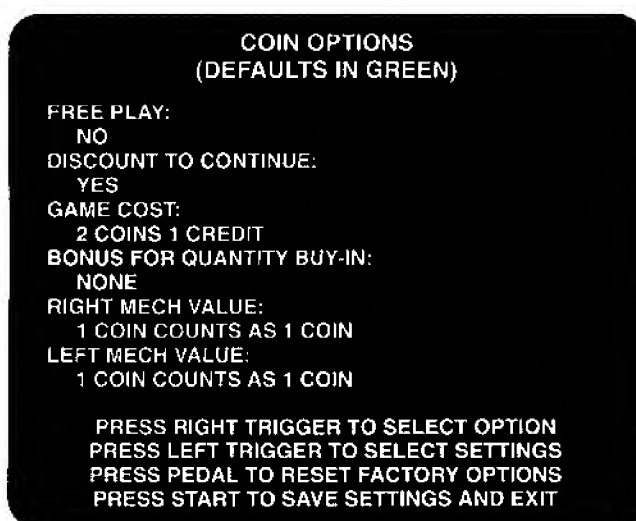 COIN OPTIONS
(DEFAULTS IN GREEN)
FREE PLAY:
NO
DISCOUNT TO CONTINUE:
YES
GAME COST:
2 COINS 1 CREDIT
BONUS FOR QUANTITY BUY-IN:
NONE
RIGHT MECH VALUE:
1 COIN COUNTS AS 1 COIN
LEFT MECH VALUE:
1 COIN COUNTS AS 1 COIN
PRESS RIGHT TRIGGER TO SELECT OPTION
PRESS LEFT TRIGGER TO SELECT SETTINGS
PRESS PEDAL TO RESET FACTORY OPTIONS
PRESS START TO SAVE SETTINGS AND EXIT